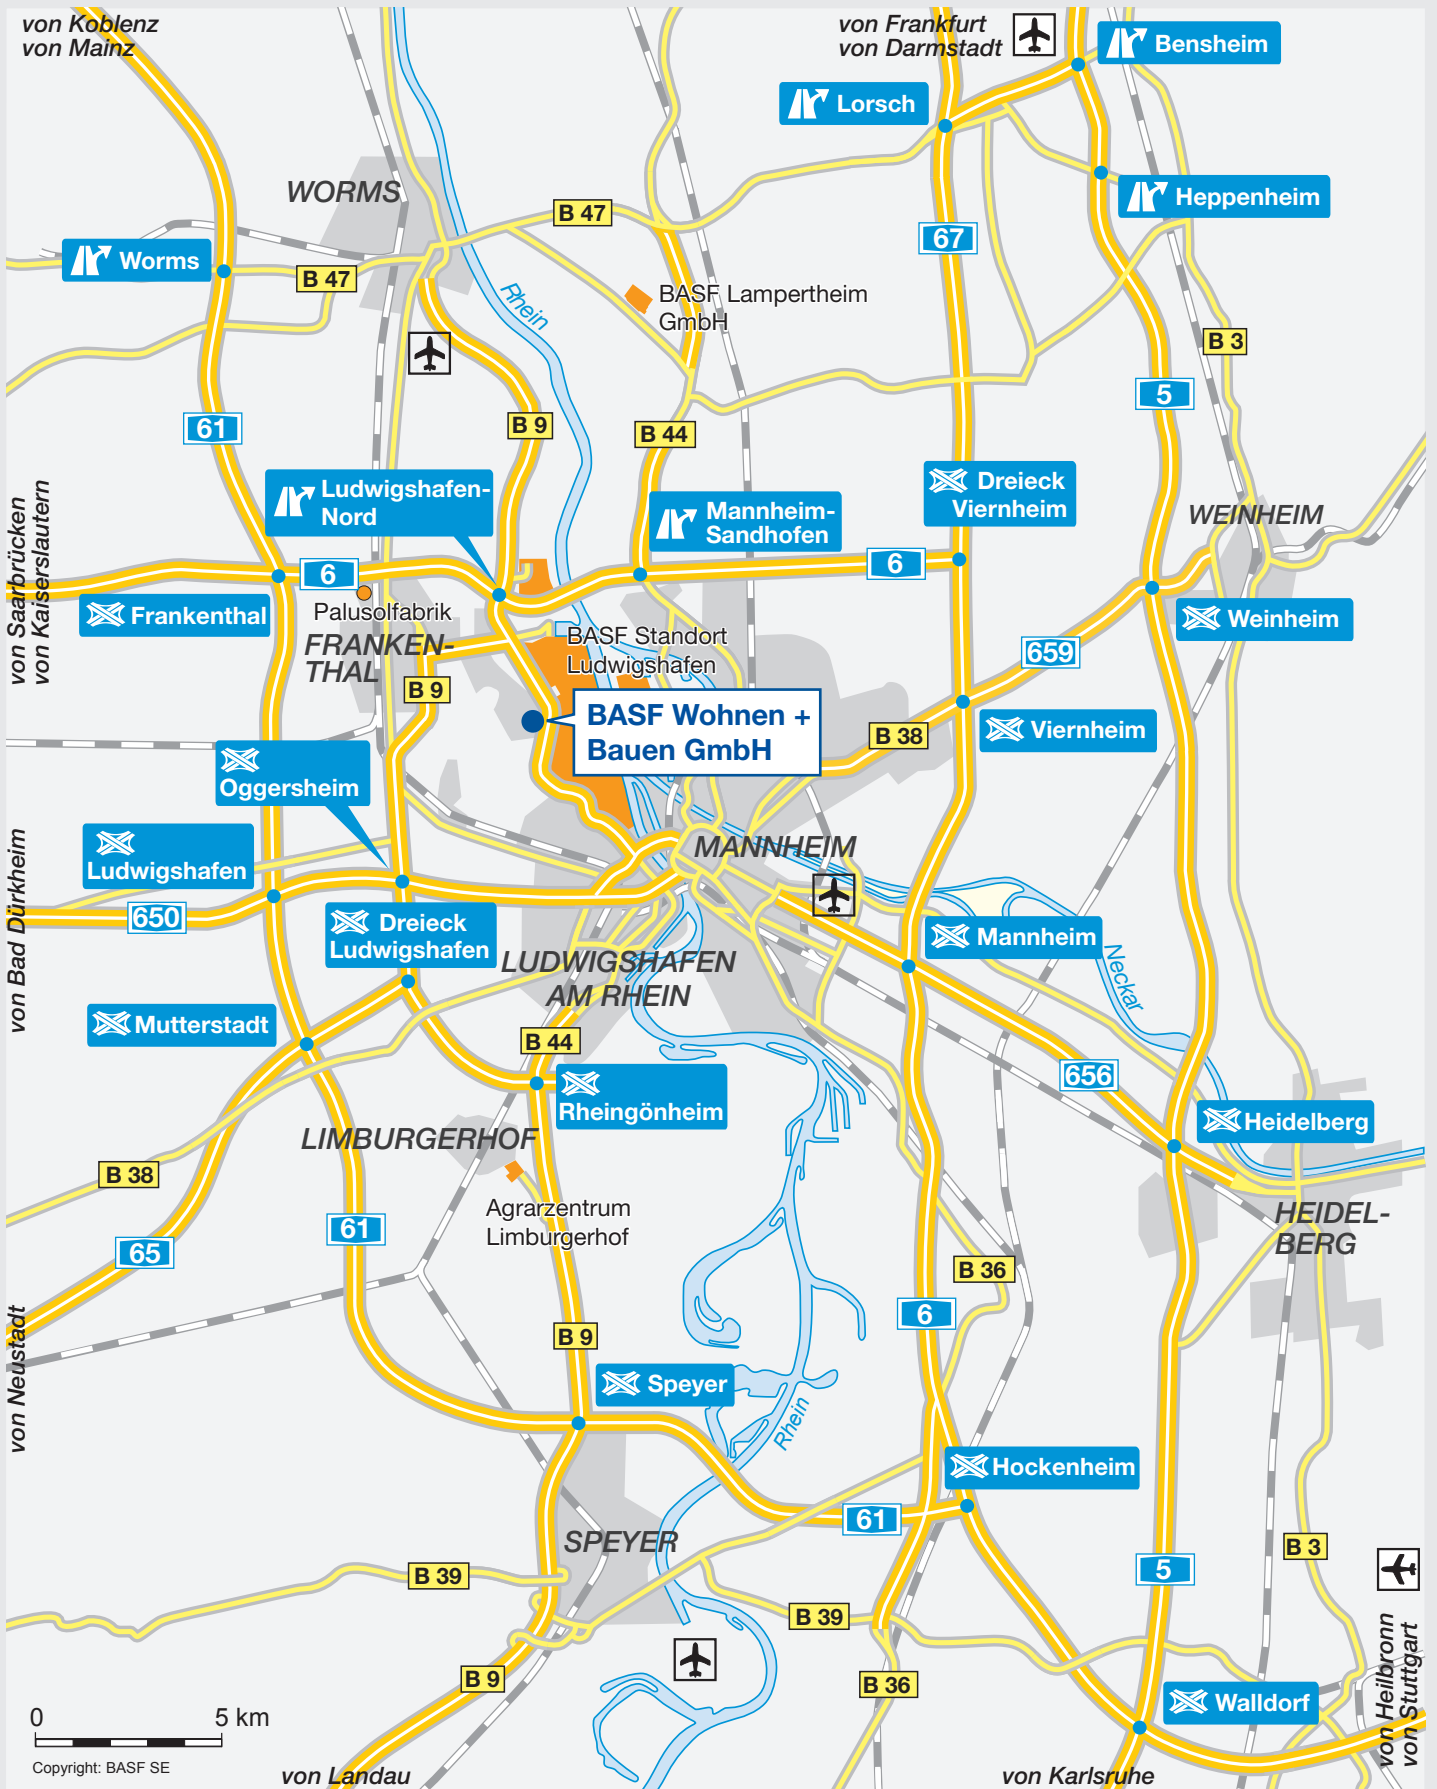 von Koblenz
von Mainz
von Frankfurt
von Darmstadt
Bensheim
Lorsch
WORMS
Heppenheim
B 47
67
Worms
B 47
Rhein
BASF Lampertheim
GmbH
B 3
5
61
B 9
B 44
Ludwigshafen-
Nord
Dreieck
Viernheim
Mannheim-
Sandhofen
WEINHEIM
von Saarbrücken
von Kaiserslautern
6
6
Frankenthal
Palusolfabrik
Weinheim
FRANKEN-
THAL
BASF Standort
Ludwigshafen
659
B 9
BASF Wohnen +
Bauen GmbH
B 38
Viernheim
Oggersheim
MANNHEIM
Ludwigshafen
von Bad Dürkheim
650
Dreieck
Ludwigshafen
Mannheim
LUDWIGSHAFEN
AM RHEIN
Neckar
Mutterstadt
B 44
656
Rheingönheim
Heidelberg
LIMBURGERHOF
B 38
Agrarzentrum
Limburgerhof
HEIDEL-
BERG
61
65
B 36
6
von Neustadt
B 9
Speyer
Rhein
Hockenheim
61
SPEYER
B 3
5
B 39
B 39
von Heilbronn
von Stuttgart
B 9
B 36
Walldorf
0 5 km
Copyright: BASF SE
von Landau
von Karlsruhe